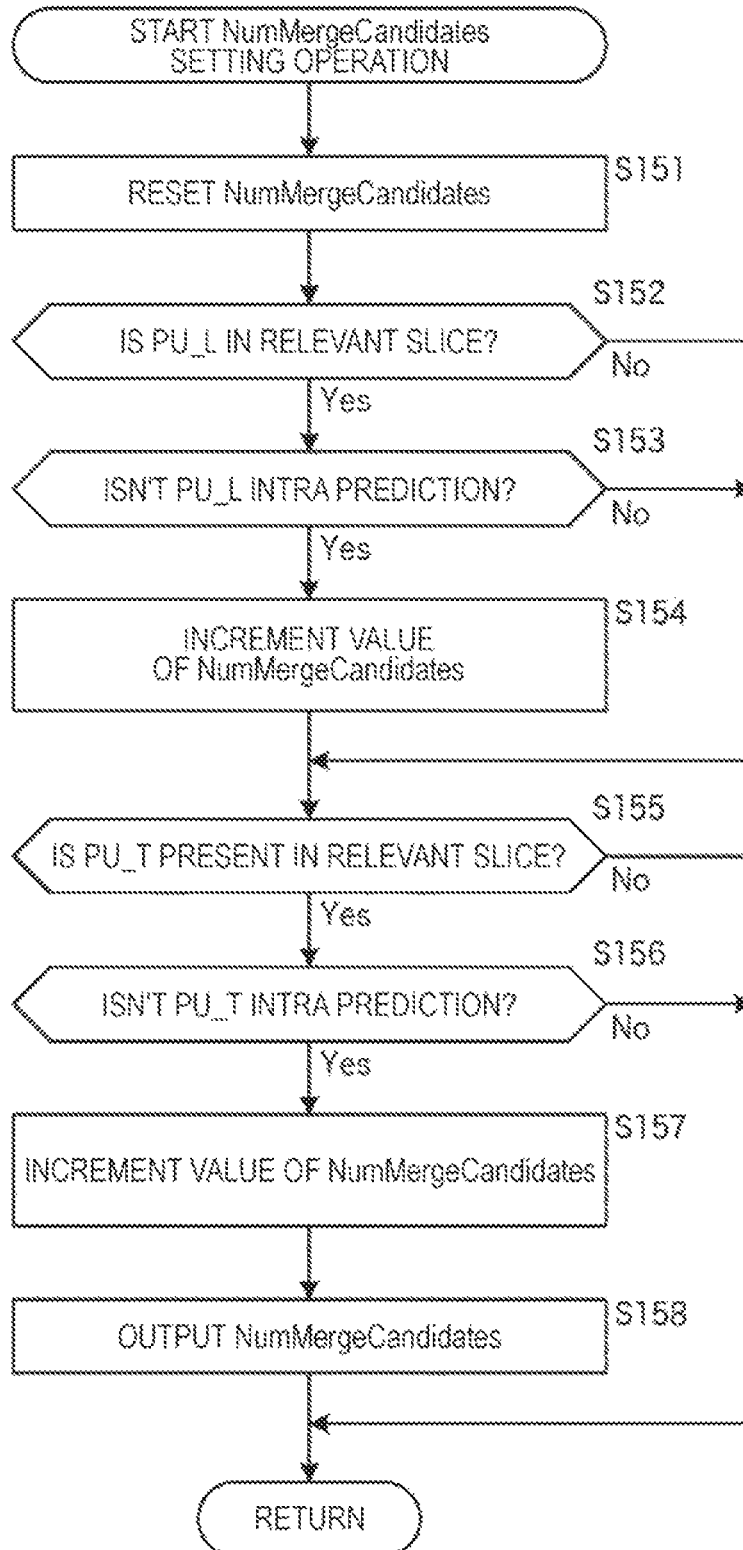 START NumMergeCandidates
SETTING OPERATION
S151
RESET NumMergeCandidates
S152
IS PU_L IN RELEVANT SLICE?
No
Yes
S153
ISN'T PU_L INTRA PREDICTION?
No
Yes
S154
INCREMENT VALUE
OF NumMergeCandidates
S155
IS PU_T PRESENT IN RELEVANT SLICE?
No
Yes
S156
ISN'T PU_T INTRA PREDICTION?
No
Yes
S157
INCREMENT VALUE OF NumMergeCandidates
S158
OUTPUT NumMergeCandidates
RETURN